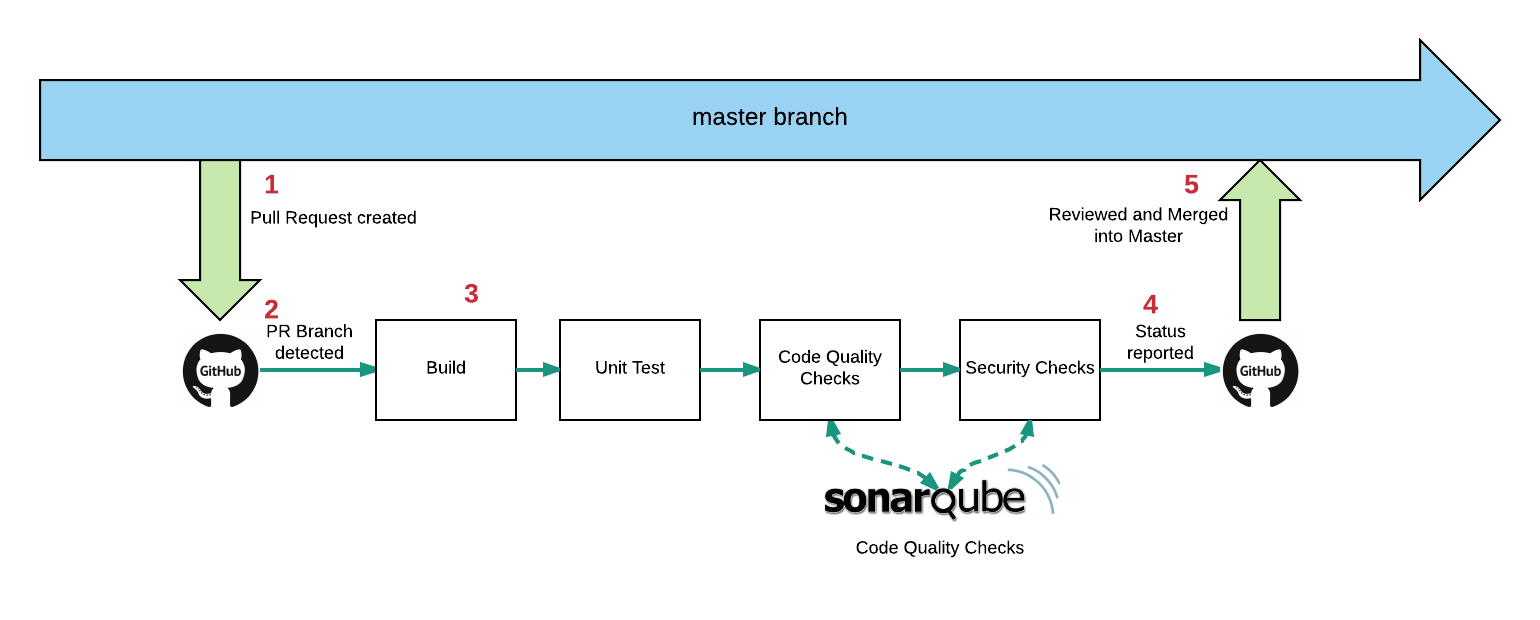 master branch
1
Pull Request created
5
Reviewed and Merged
into Master
2
PR Branch
detected
3
4
Status
reported
GitHub
Build
Unit Test
Code Quality
Checks
Security Checks
GitHub
sonarqube
Code Quality Checks